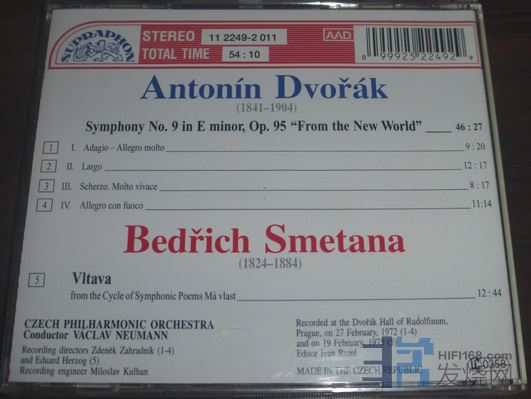 SUPRAPHON
STEREO 11 2249-2 011
TOTAL TIME 54:10
AAD
0 99925 22492 9
Antonín Dvořák
(1841-1904)
Symphony No. 9 in E minor, Op. 95 “From the New World” 46:27
1 I. Adagio – Allegro molto 9:20
2 II. Largo 12:17
3 III. Scherzo. Molto vivace 8:17
4 IV. Allegro con fuoco 11:14
Bedřich Smetana
(1824-1884)
5 Vltava
from the Cycle of Symphonic Poems Má vlast 12:44
CZECH PHILHARMONIC ORCHESTRA
Conductor VACLAV NEUMANN
Recording directors Zdeněk Zahradník (1-4)
and Eduard Herzog (5)
Recording engineer Miloslav Kulhan
Recorded at the Dvořák Hall of Rudolfinum,
Prague, on 27 February, 1972 (1-4)
and on 19 February, 1975 (5)
Editor Ivan Ruml
MADE IN THE CZECH REPUBLIC
HIFI168.com
发烧网